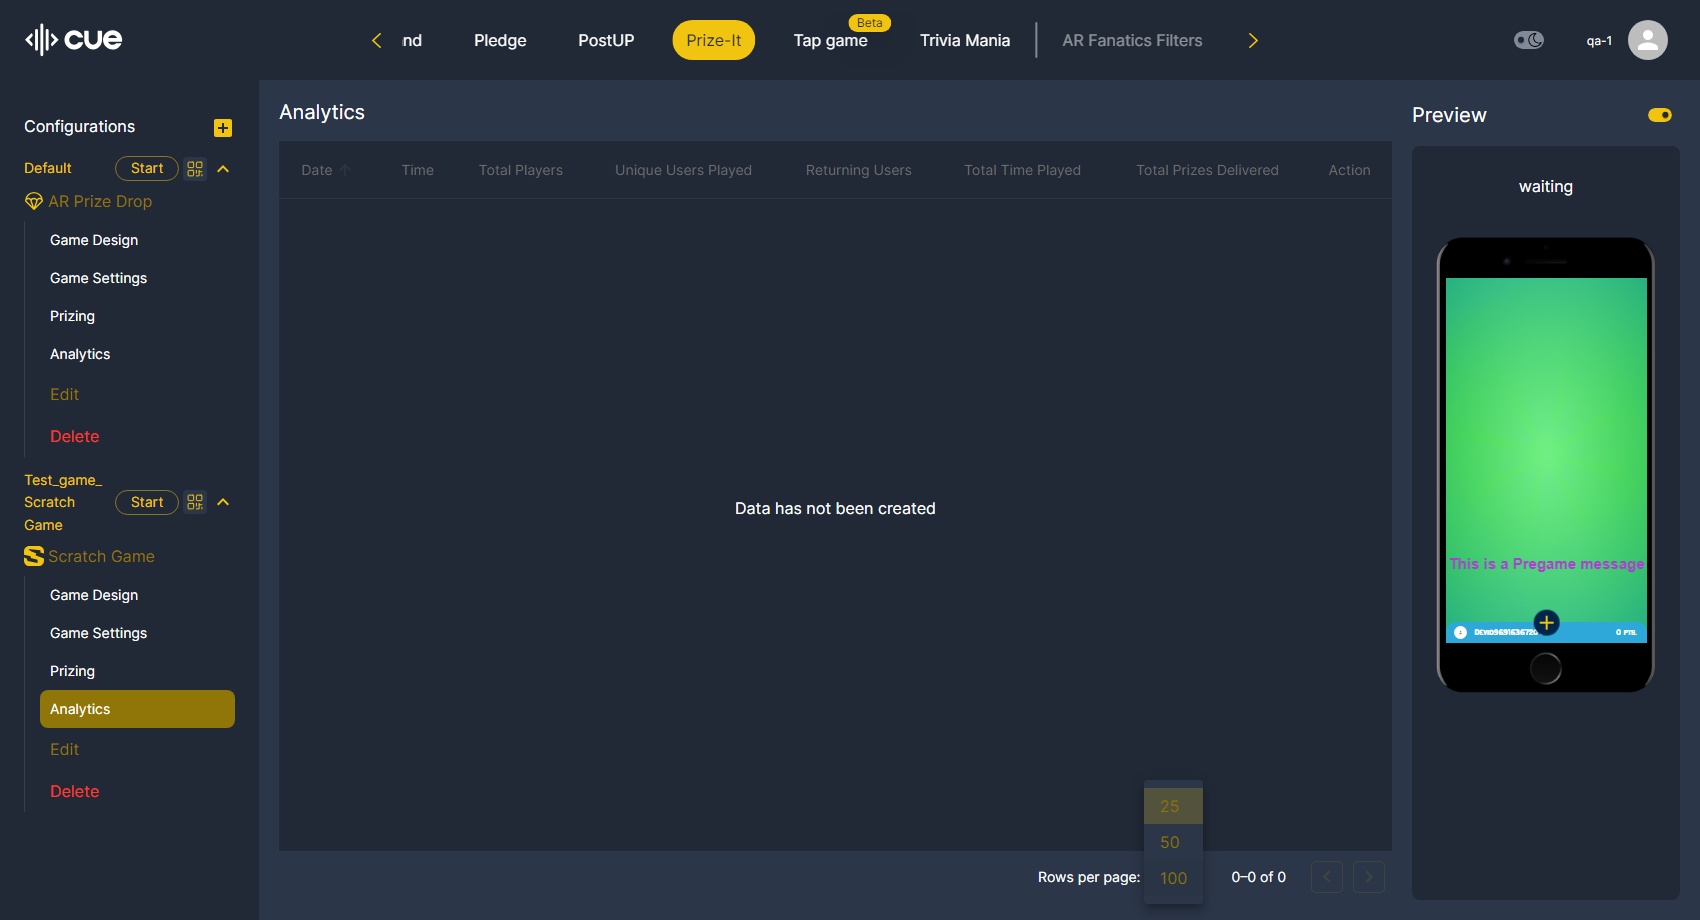 cue
nd
Pledge
PostUP
Prize-It
Tap game
Beta
Trivia Mania
AR Fanatics Filters
qa-1
Configurations
Default
Start
AR Prize Drop
Game Design
Game Settings
Prizing
Analytics
Edit
Delete
Test_game_
Scratch
Game
Start
Scratch Game
Game Design
Game Settings
Prizing
Analytics
Edit
Delete
Analytics
Date
Time
Total Players
Unique Users Played
Returning Users
Total Time Played
Total Prizes Delivered
Action
Data has not been created
25
50
100
Rows per page:
0–0 of 0
Preview
waiting
This is a Pregame message
0 PTS.